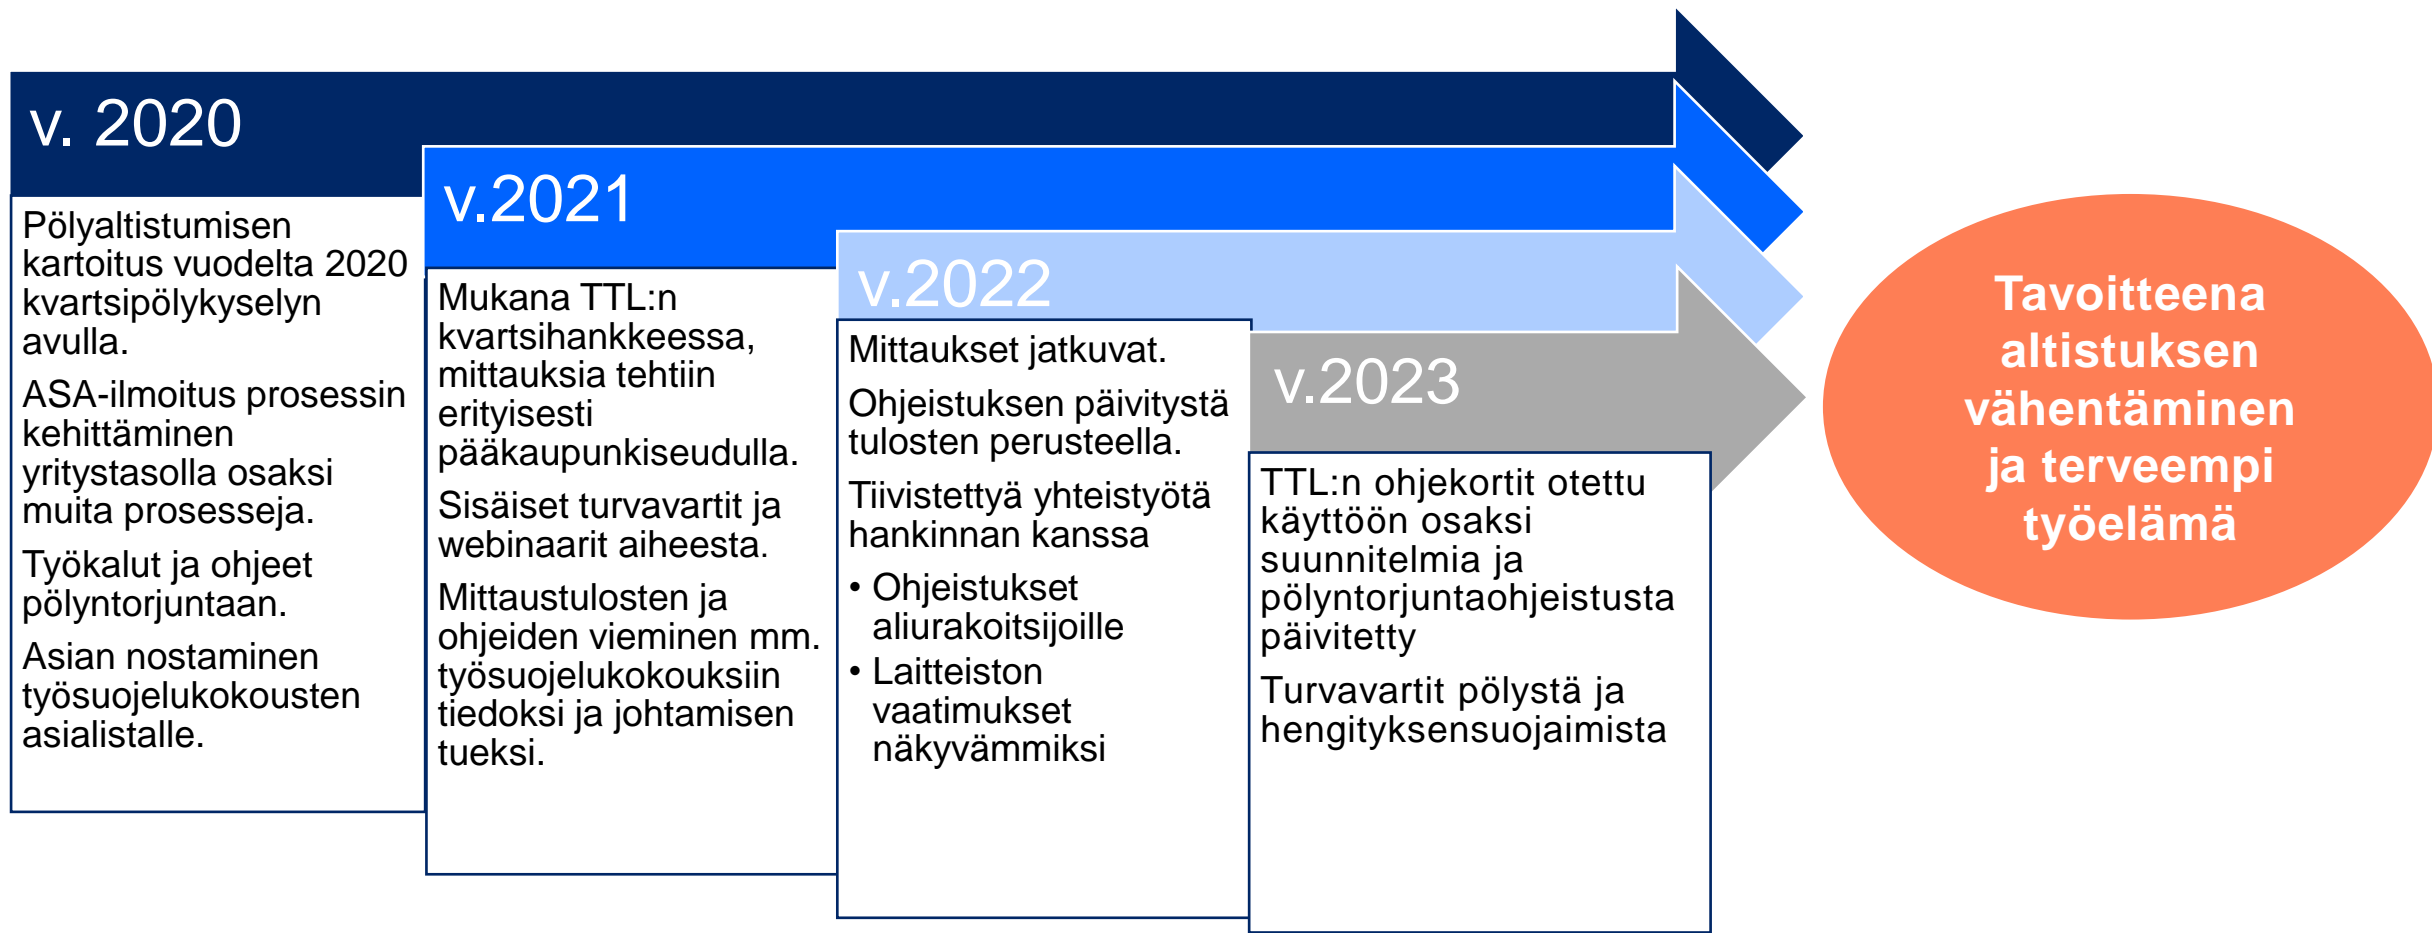 v. 2020
Pölyaltistumisen
kartoitus vuodelta 2020
kvartsipölykyselyn
avulla.
ASA-ilmoitus prosessin
kehittäminen
yritystasolla osaksi
muita prosesseja.
Työkalut ja ohjeet
pölyntorjuntaan.
Asian nostaminen
työsuojelukokousten
asialistalle.
v.2021
Mukana TTL:n
kvartsihankkeessa,
mittauksia tehtiin
erityisesti
pääkaupunkiseudulla.
Sisäiset turvavartit ja
webinaarit aiheesta.
Mittaustulosten ja
ohjeiden vieminen mm.
työsuojelukokouksiin
tiedoksi ja johtamisen
tueksi.
v.2022
Mittaukset jatkuvat.
Ohjeistuksen päivitystä
tulosten perusteella.
Tiivistettyä yhteistyötä
hankinnan kanssa
• Ohjeistukset
aliurakoitsijoille
• Laitteiston
vaatimukset
näkyvämmiksi
v.2023
TTL:n ohjekortit otettu
käyttöön osaksi
suunnitelmia ja
pölyntorjuntaohjeistusta
päivitetty
Turvavartit pölystä ja
hengityksensuojaimista
Tavoitteena
altistuksen
vähentäminen
ja terveempi
työelämä